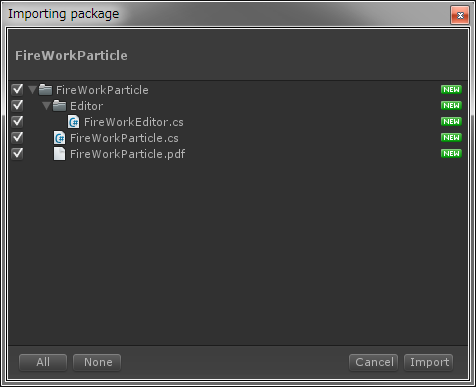 Importing package
x
FireWorkParticle
FireWorkParticle NEW
Editor NEW
FireWorkEditor.cs NEW
FireWorkParticle.cs NEW
FireWorkParticle.pdf NEW
All None Cancel Import